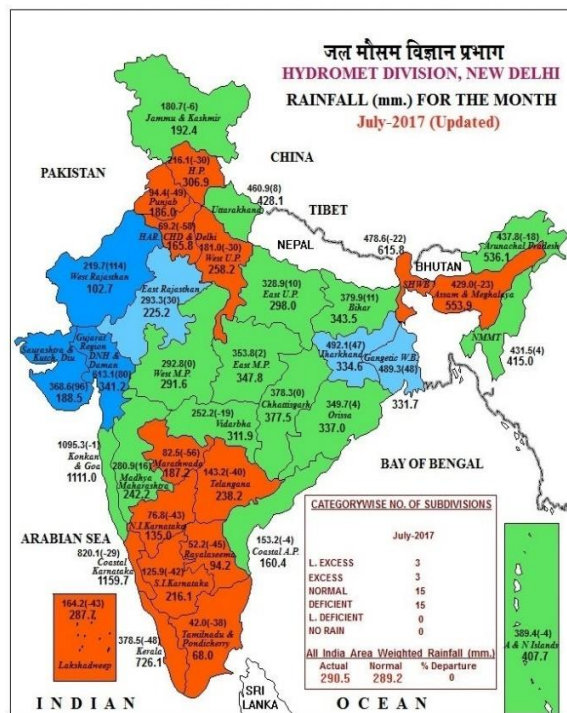 जल मौसम विज्ञान प्रभाग
HYDROMET DIVISION, NEW DELHI
RAINFALL (mm.) FOR THE MONTH
July-2017 (Updated)
180.7(-6)
Jammu & Kashmir
192.4
CHINA
PAKISTAN
216.1(-30)
H.P.
306.9
94.4(-49)
Punjab
186.0
460.9(8)
428.1
Uttarakhand
TIBET
69.2(-58)
HAR. CHD & Delhi
165.8
181.0(-30)
West U.P.
258.2
NEPAL
478.6(-22)
615.8
437.8(-18)
Arunachal Pradesh
536.1
BHUTAN
219.7(114)
West Rajasthan
102.7
East Rajasthan
293.3(30)
225.2
328.9(10)
East U.P.
298.0
379.9(11)
Bihar
343.5
SHWB
429.0(-23)
Assam & Meghalaya
553.9
NMMT
431.5(4)
415.0
Saurashtra &
Kutch, Diu
368.6(96)
188.5
Gujarat
Region
DNH &
Daman
613.1(80)
341.2
292.8(0)
West M.P.
291.6
353.8(2)
East M.P.
347.8
492.1(47)
Jharkhand
334.6
Gangetic W.B.
489.3(48)
331.7
378.3(0)
Chhattisgarh
377.5
349.7(4)
Orissa
337.0
252.2(-19)
Vidarbha
311.9
1095.3(-1)
Konkan
& Goa
1111.0
280.9(16)
Madhya
Maharashtra
242.2
82.5(-56)
Marathwada
187.2
143.2(-40)
Telangana
238.2
BAY OF BENGAL
76.8(-43)
N.I.Karnataka
135.0
ARABIAN SEA
820.1(-29)
Coastal
Karnataka
1159.7
52.2(-45)
Rayalaseema
94.2
153.2(-4)
Coastal A.P.
160.4
125.9(-42)
S.I.Karnataka
216.1
164.2(-43)
287.7
Lakshadweep
378.5(-48)
Kerala
726.1
42.0(-38)
Tamilnadu &
Pondicherry
68.0
CATEGORYWISE NO. OF SUBDIVISIONS
July-2017
L. EXCESS 3
EXCESS 3
NORMAL 15
DEFICIENT 15
L. DEFICIENT 0
NO RAIN 0
All India Area Weighted Rainfall (mm.)
Actual Normal % Departure
290.5 289.2 0
389.4(-4)
A & N Islands
407.7
SRI
LANKA
INDIAN OCEAN